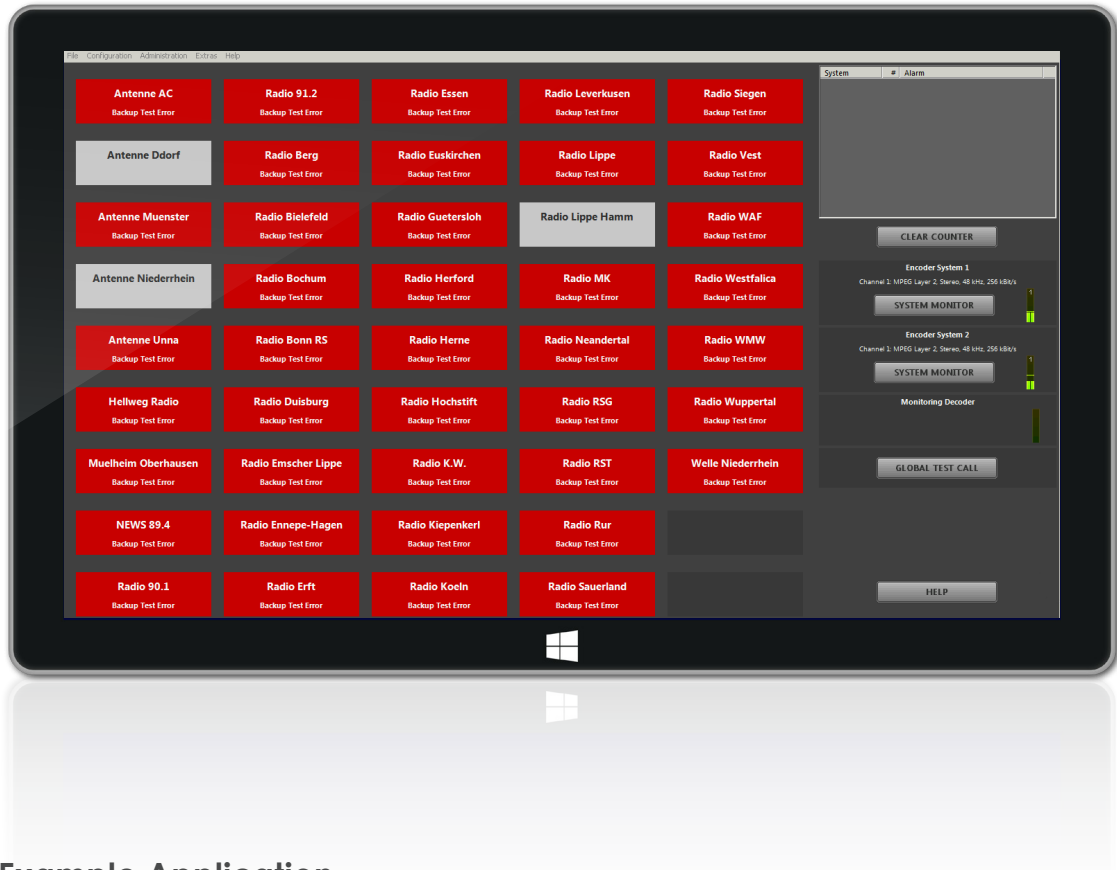 File Configuration Administration Extras Help
Antenne AC
Backup Test Error
Radio 91.2
Backup Test Error
Radio Essen
Backup Test Error
Radio Leverkusen
Backup Test Error
Radio Siegen
Backup Test Error
Antenne Ddorf
Radio Berg
Backup Test Error
Radio Euskirchen
Backup Test Error
Radio Lippe
Backup Test Error
Radio Vest
Backup Test Error
Antenne Muenster
Backup Test Error
Radio Bielefeld
Backup Test Error
Radio Guetersloh
Backup Test Error
Radio Lippe Hamm
Radio WAF
Backup Test Error
Antenne Niederrhein
Radio Bochum
Backup Test Error
Radio Herford
Backup Test Error
Radio MK
Backup Test Error
Radio Westfalica
Backup Test Error
Antenne Unna
Backup Test Error
Radio Bonn RS
Backup Test Error
Radio Herne
Backup Test Error
Radio Neandertal
Backup Test Error
Radio WMW
Backup Test Error
Hellweg Radio
Backup Test Error
Radio Duisburg
Backup Test Error
Radio Hochstift
Backup Test Error
Radio RSG
Backup Test Error
Radio Wuppertal
Backup Test Error
Muelheim Oberhausen
Backup Test Error
Radio Emscher Lippe
Backup Test Error
Radio K.W.
Backup Test Error
Radio RST
Backup Test Error
Welle Niederrhein
Backup Test Error
NEWS 89.4
Backup Test Error
Radio Ennepe-Hagen
Backup Test Error
Radio Kiepenkerl
Backup Test Error
Radio Rur
Backup Test Error
Radio 90.1
Backup Test Error
Radio Erft
Backup Test Error
Radio Koeln
Backup Test Error
Radio Sauerland
Backup Test Error
System # Alarm
CLEAR COUNTER
Encoder System 1
Channel 1: MPEG Layer 2, Stereo, 48 kHz, 256 kBit/s
1
SYSTEM MONITOR
Encoder System 2
Channel 1: MPEG Layer 2, Stereo, 48 kHz, 256 kBit/s
1
SYSTEM MONITOR
Monitoring Decoder
GLOBAL TEST CALL
HELP
Example Application